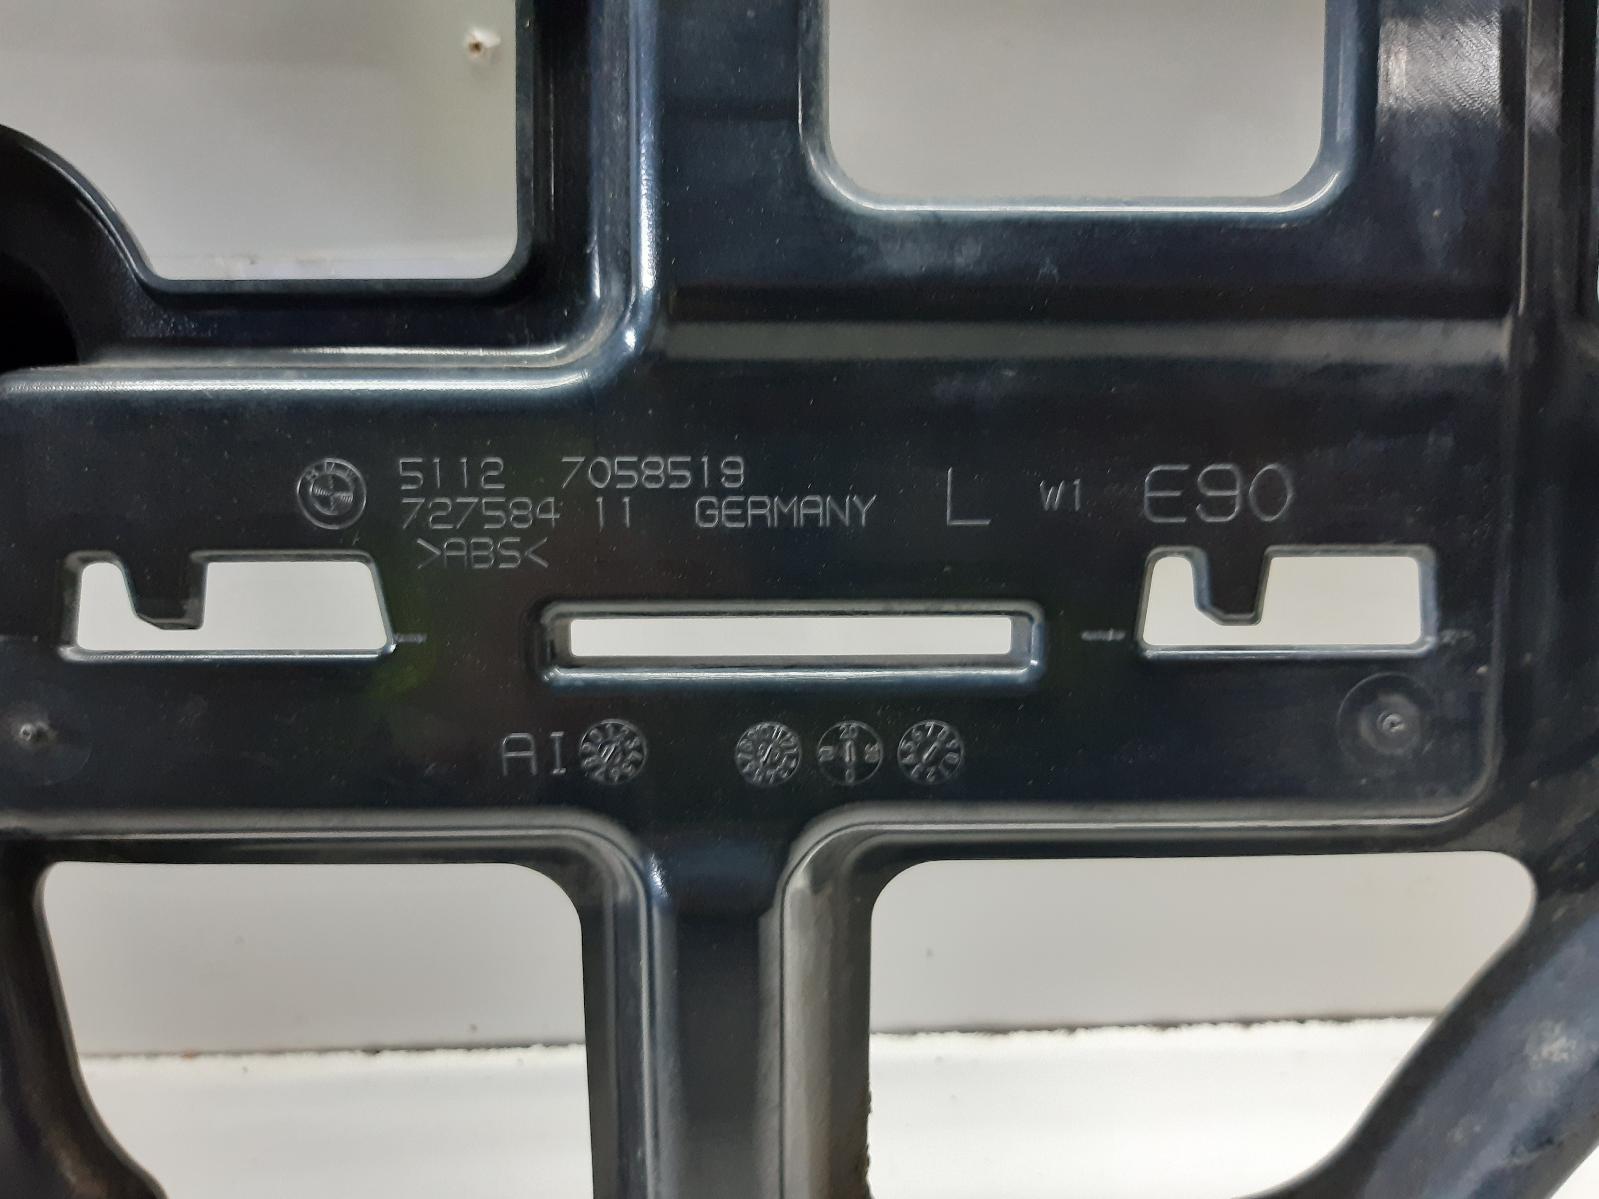 5112 7058519
727584 11 GERMANY L W1 E90
>ABS<
AI